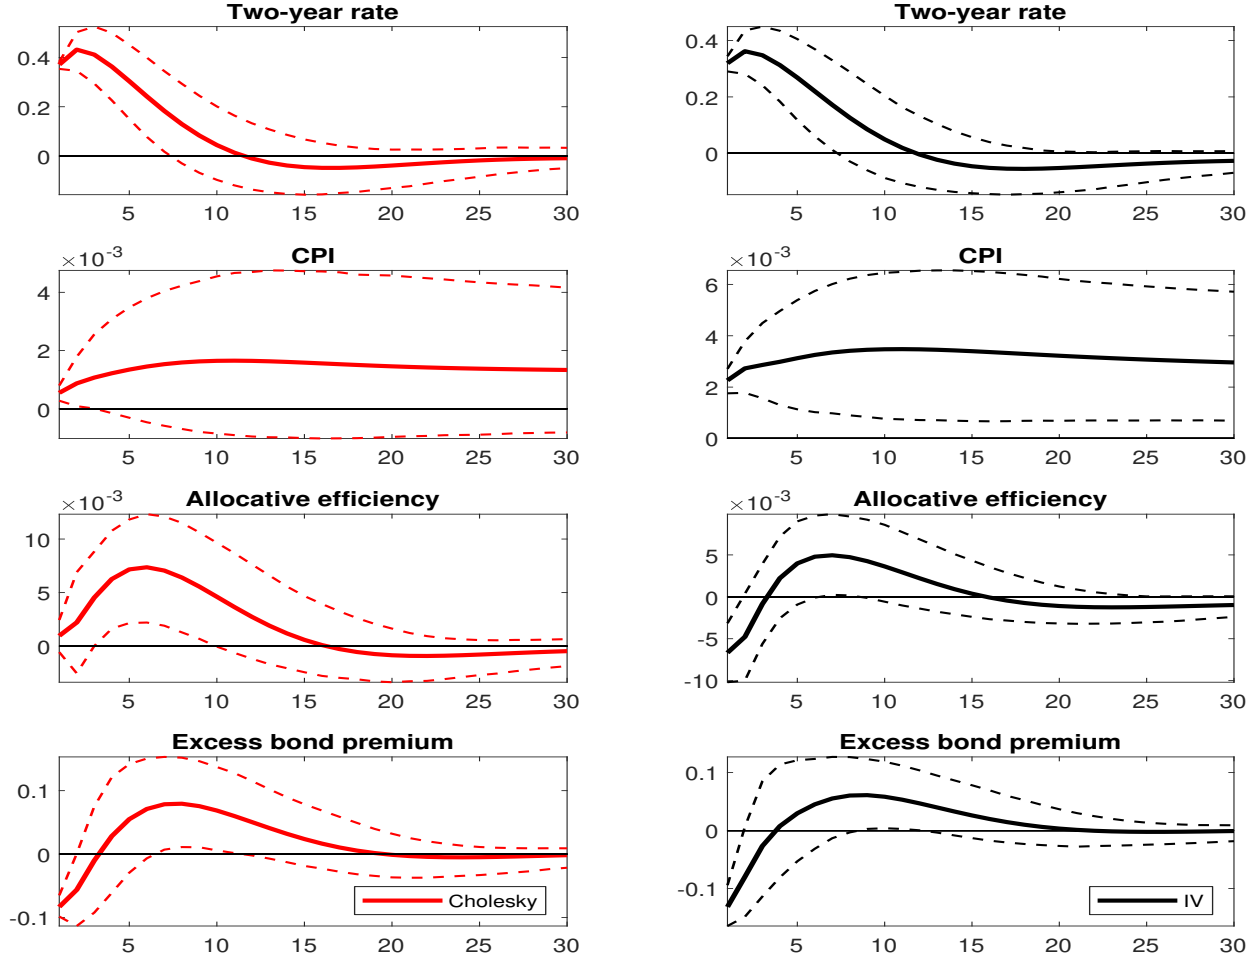 Two-year rate
0.4
0.2
0
5 10 15 20 25 30
Two-year rate
0.4
0.2
0
5 10 15 20 25 30
CPI
×10⁻³
4
2
0
5 10 15 20 25 30
CPI
×10⁻³
6
4
2
0
5 10 15 20 25 30
Allocative efficiency
×10⁻³
10
5
0
5 10 15 20 25 30
Allocative efficiency
×10⁻³
5
0
-5
-10
5 10 15 20 25 30
Excess bond premium
0.1
0
-0.1
Cholesky
5 10 15 20 25 30
Excess bond premium
0.1
0
-0.1
IV
5 10 15 20 25 30